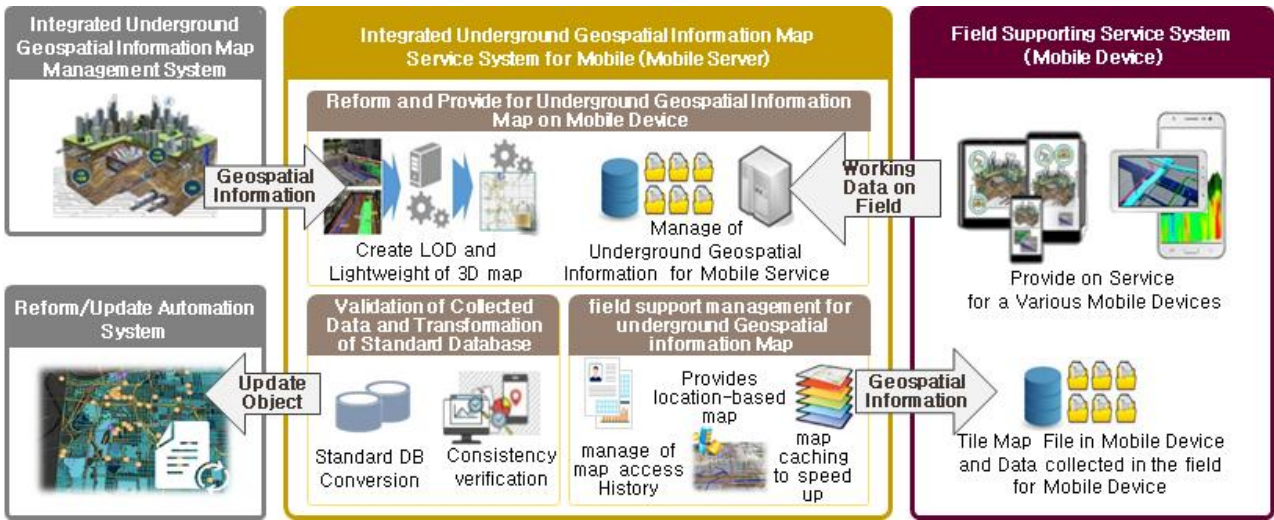 Integrated Underground
Geospatial Information Map
Management System
Geospatial
Information
Reform/Update Automation
System
Update
Object
Integrated Underground Geospatial Information Map
Service System for Mobile (Mobile Server)
Reform and Provide for Underground Geospatial Information
Map on Mobile Device
Create LOD and
Lightweight of 3D map
Manage of
Underground Geospatial
Information for Mobile Service
Working
Data on
Field
Validation of Collected
Data and Transformation
of Standard Database
Standard DB
Conversion
Consistency
verification
field support management for
underground Geospatial
information Map
manage of
map access
History
Provides
location-based
map
map
caching
to speed
up
Geospatial
Information
Field Supporting Service System
(Mobile Device)
Provide on Service
for a Various Mobile Devices
Tile Map File in Mobile Device
and Data collected in the field
for Mobile Device